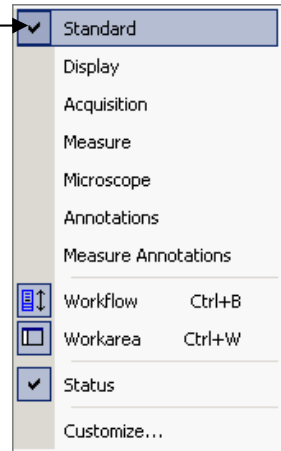 Standard
Display
Acquisition
Measure
Microscope
Annotations
Measure Annotations
Workflow Ctrl+B
Workarea Ctrl+W
Status
Customize...